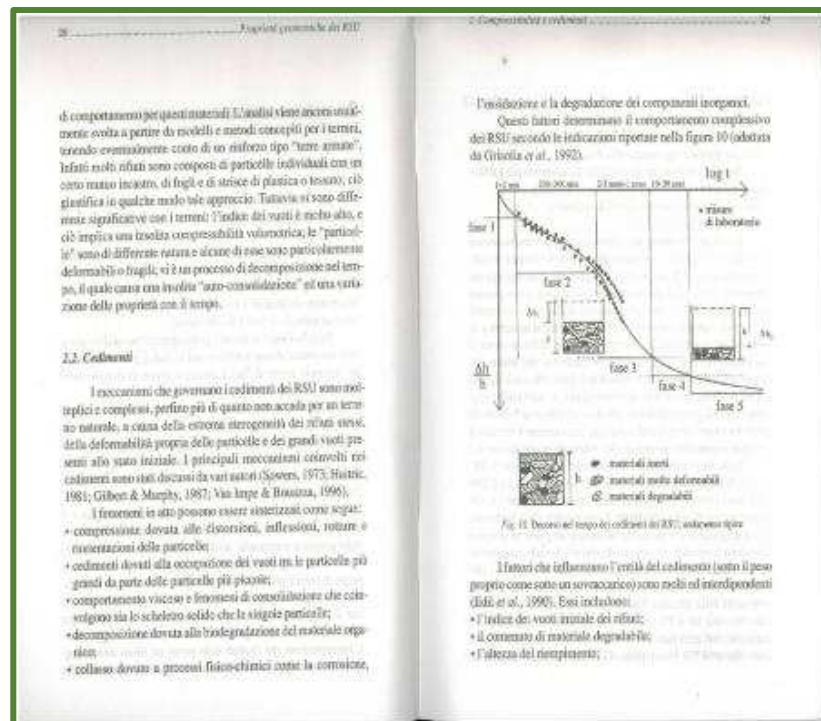 28
Proprietà geotecniche dei RSU
di comportamento per questi materiali. L'analisi viene ancora usual-
mente svolta a partire da modelli e metodi concepiti per i terreni,
tenendo eventualmente conto di un rinforzo tipo "terre armate".
Infatti molti rifiuti sono composti di particelle individuali con un
certo mutuo incastro, di fogli e di strisce di plastica o tessuto; ciò
giustifica in qualche modo tale approccio. Tuttavia vi sono diffe-
renze significative con i terreni: l'indice dei vuoti è molto alto, e
ciò implica una insolita compressibilità volumetrica; le "particel-
le" sono di differente natura e alcune di esse sono particolarmente
deformabili o fragili; vi è un processo di decomposizione nel tem-
po, il quale causa una insolita "auto-consolidazione" ed una varia-
zione delle proprietà con il tempo.
2.2. Cedimenti
I meccanismi che governano i cedimenti dei RSU sono mol-
teplici e complessi, perfino più di quanto non accada per un terre-
no naturale, a causa della estrema eterogeneità dei rifiuti stessi,
della deformabilità propria delle particelle e dei grandi vuoti pre-
senti allo stato iniziale. I principali meccanismi coinvolti nei
cedimenti sono stati discussi da vari autori (Sowers, 1973; Huitric,
1981; Gilbert & Murphy, 1987; Van Impe & Bouazza, 1996).
I fenomeni in atto possono essere sintetizzati come segue:
• compressione dovuta alle distorsioni, inflessioni, rotture e
riorientazioni delle particelle;
• cedimenti dovuti alla occupazione dei vuoti tra le particelle più
grandi da parte delle particelle più piccole;
• comportamento viscoso e fenomeni di consolidazione che coin-
volgono sia lo scheletro solido che le singole particelle;
• decomposizione dovuta alla biodegradazione del materiale orga-
nico;
• collasso dovuto a processi fisico-chimici come la corrosione,
2. Compressibilità e cedimenti
29
l'ossidazione e la degradazione dei componenti inorganici.
Questi fattori determinano il comportamento complessivo
dei RSU secondo le indicazioni riportate nella figura 10 (adattata
da Grisolia et al., 1992).
log t
• misure
di laboratorio
fase 1
fase 2
fase 3
fase 4
fase 5
Δh
h
h
materiali inerti
materiali molto deformabili
materiali degradabili
Fig. 10. Decorso nel tempo dei cedimenti dei RSU: andamento tipico
I fattori che influenzano l'entità del cedimento (sotto il peso
proprio come sotto un sovraccarico) sono molti ed interdipendenti
(Edil et al., 1990). Essi includono:
• l'indice dei vuoti iniziale dei rifiuti;
• il contenuto di materiale degradabile;
• l'altezza del riempimento;